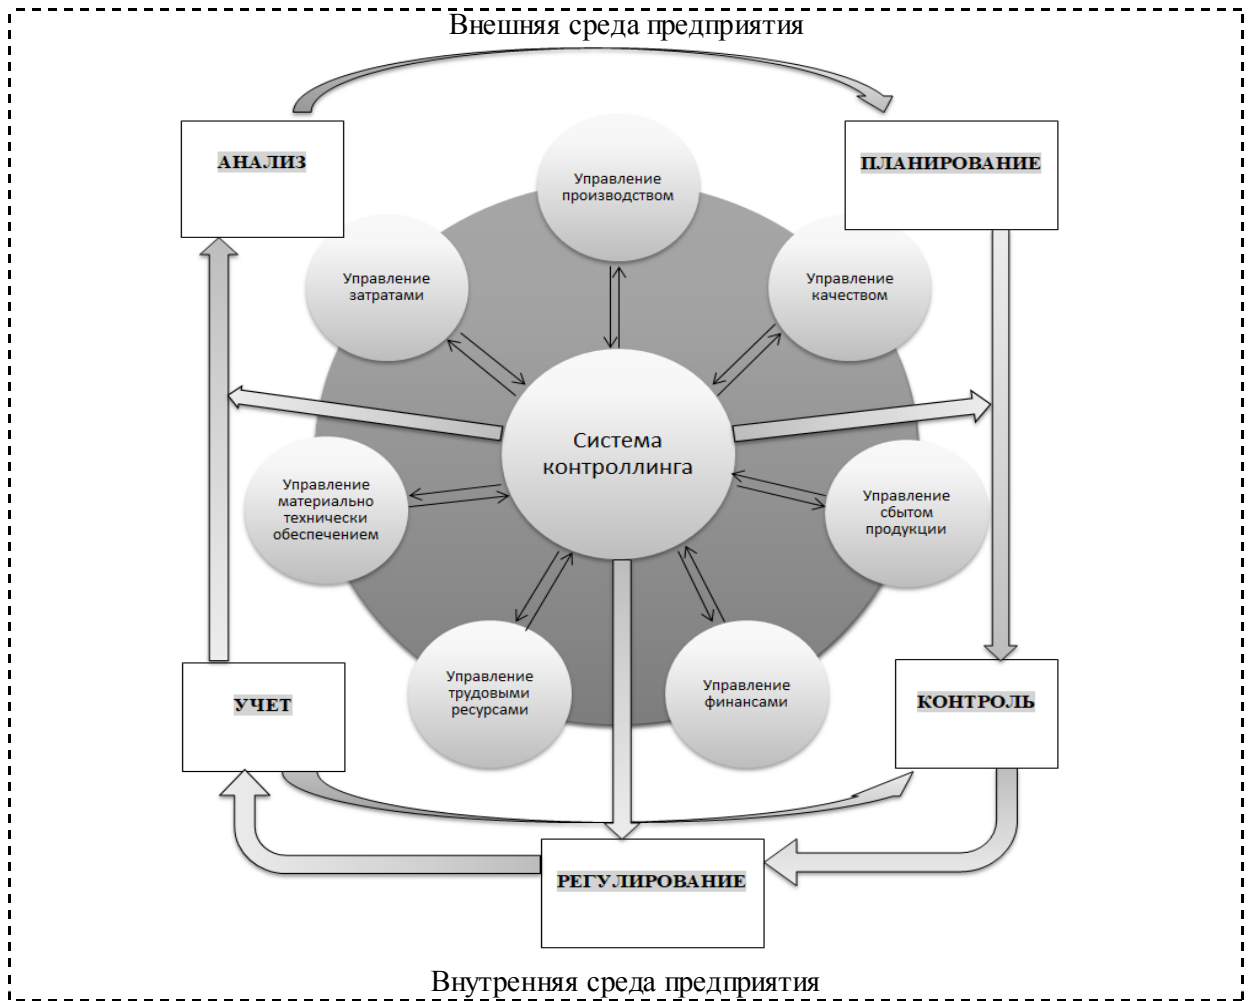 Внешняя среда предприятия
АНАЛИЗ
ПЛАНИРОВАНИЕ
Управление
производством
Управление
затратами
Управление
качеством
Система
контроллинга
Управление
материально
технически
обеспечением
Управление
сбытом
продукции
Управление
трудовыми
ресурсами
Управление
финансами
УЧЕТ
КОНТРОЛЬ
РЕГУЛИРОВАНИЕ
Внутренняя среда предприятия